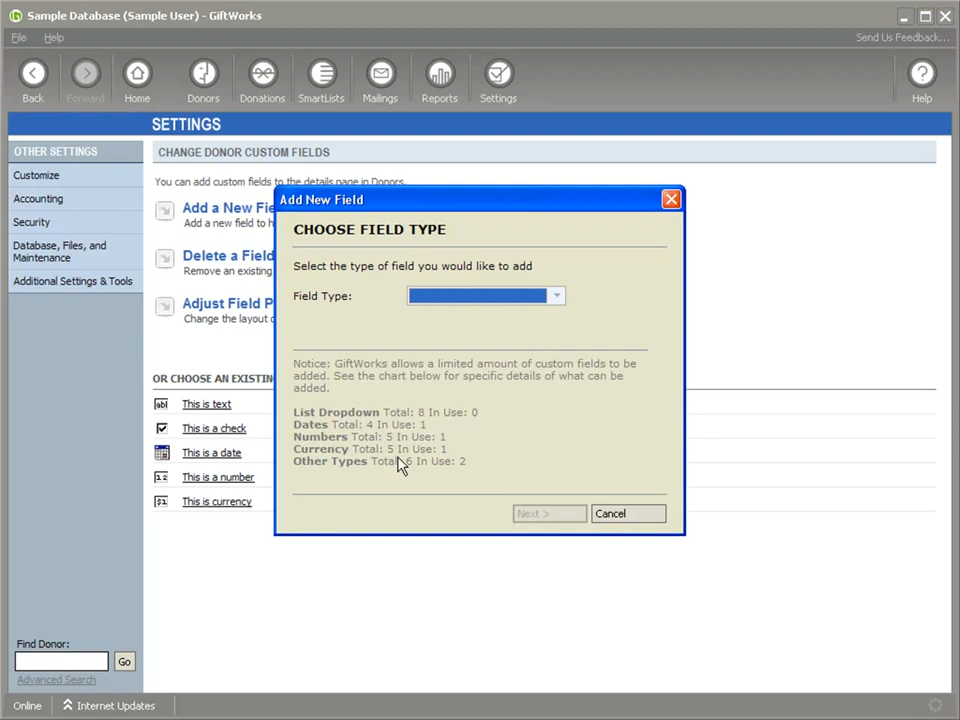 Sample Database (Sample User) - GiftWorks
File Help Send Us Feedback...
Back Forward Home Donors Donations SmartLists Mailings Reports Settings Help
SETTINGS
OTHER SETTINGS
Customize
Accounting
Security
Database, Files, and
Maintenance
Additional Settings & Tools
CHANGE DONOR CUSTOM FIELDS
You can add custom fields to the details page in Donors.
Add a New Fie
Add a new field to h
Delete a Field
Remove an existing
Adjust Field P
Change the layout o
OR CHOOSE AN EXISTIN
This is text
This is a check
This is a date
This is a number
This is currency
Add New Field
CHOOSE FIELD TYPE
Select the type of field you would like to add
Field Type:
Notice: GiftWorks allows a limited amount of custom fields to be
added. See the chart below for specific details of what can be
added.
List Dropdown Total: 8 In Use: 0
Dates Total: 4 In Use: 1
Numbers Total: 5 In Use: 1
Currency Total: 5 In Use: 1
Other Types Total: 6 In Use: 2
Next > Cancel
Find Donor:
Go
Advanced Search
Online Internet Updates